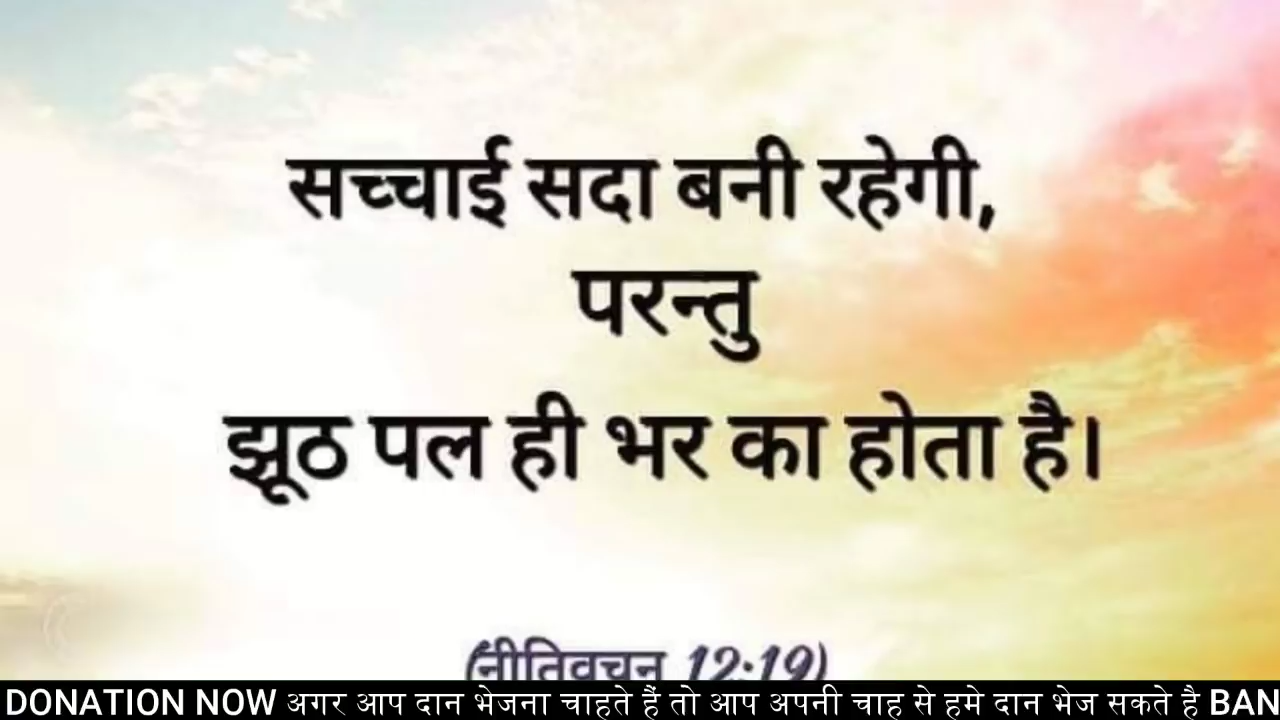 सच्चाई सदा बनी रहेगी,
परन्तु
झूठ पल ही भर का होता है।
(नीतिवचन 12:19)
DONATION NOW अगर आप दान भेजना चाहते हैं तो आप अपनी चाह से हमे दान भेज सकते है BAN